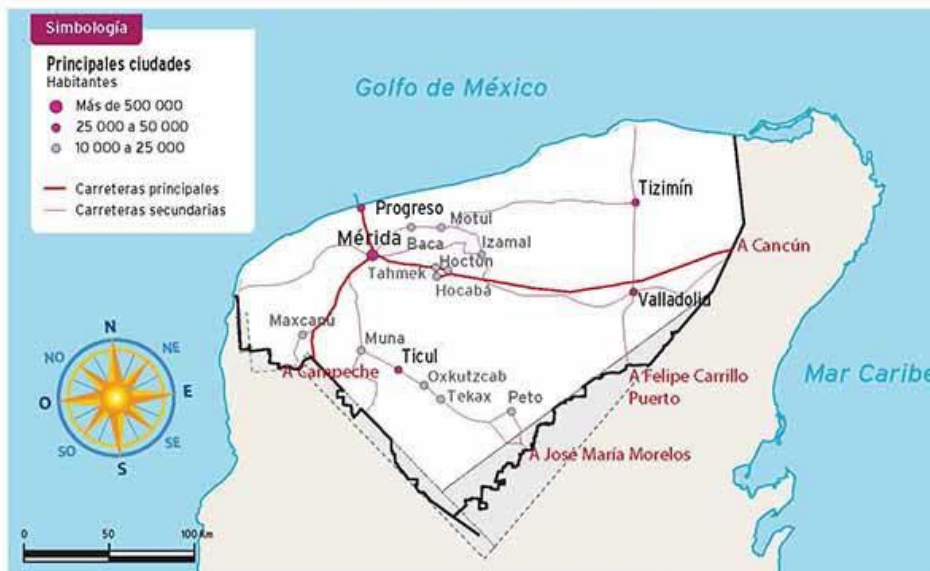 Simbología
Principales ciudades
Habitantes
Más de 500 000
25 000 a 50 000
10 000 a 25 000
Carreteras principales
Carreteras secundarias
Golfo de México
Tizimín
Progreso
Motul
Mérida
Baca
Izamal
A Cancún
Hoctún
Tahmek
Hocabá
Valladolid
Maxcanú
Muna
Ticul
A Campeche
A Felipe Carrillo
Puerto
Mar Caribe
Oxkutzcab
Tekax
Peto
A José María Morelos
N
NO
NE
O
E
SO
SE
S
0
50
100 Km